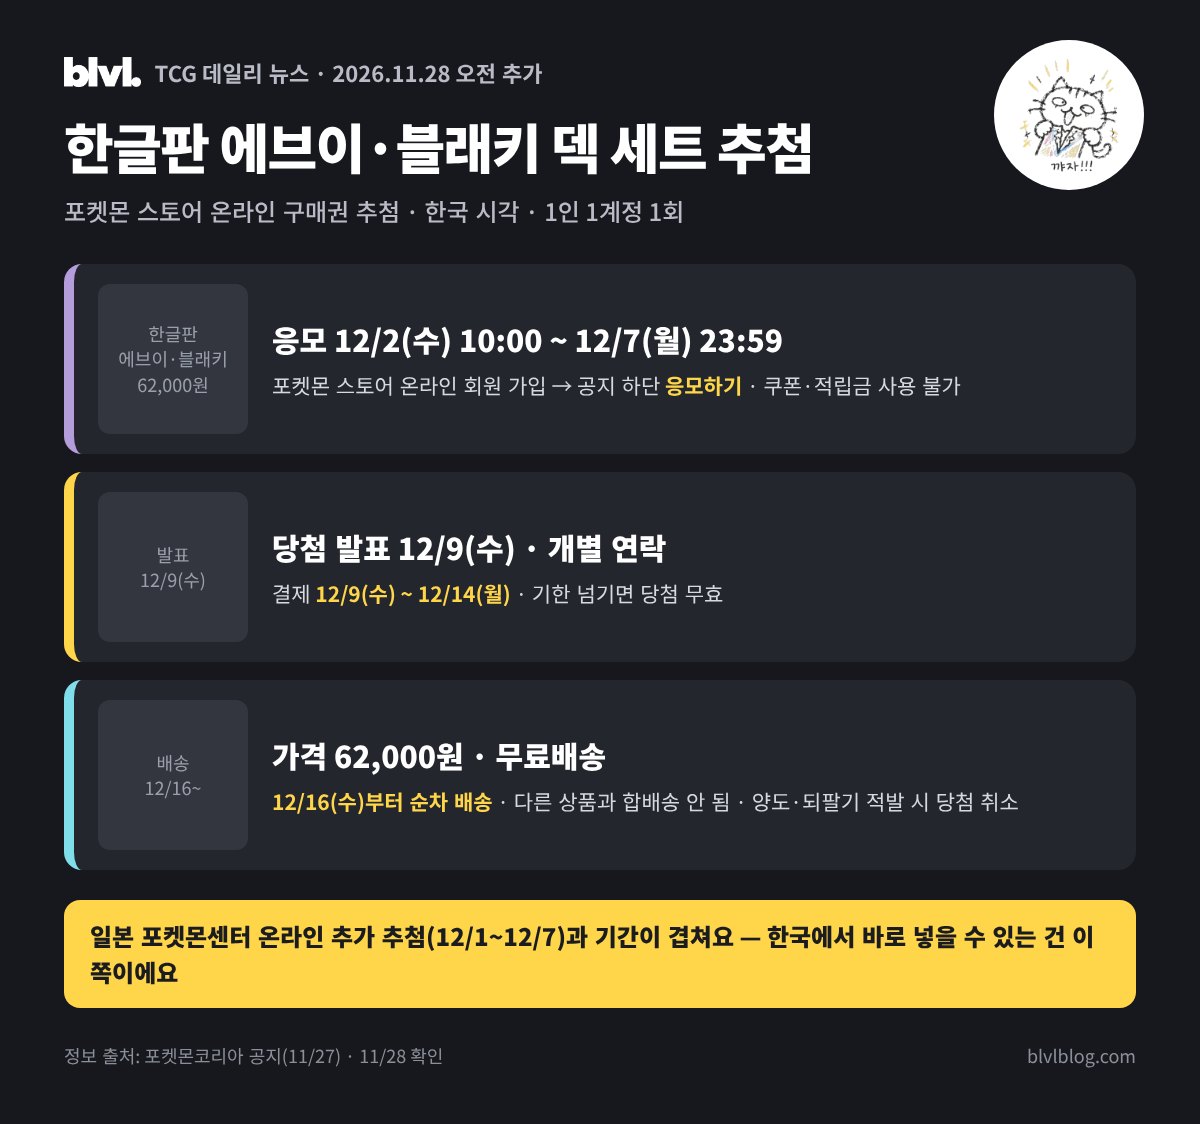 blvl. TCG 데일리 뉴스 · 2026.11.28 오전 추가
한글판 에브이·블래키 덱 세트 추첨
포켓몬 스토어 온라인 구매권 추첨 · 한국 시각 · 1인 1계정 1회
꺄자!!!
한글판
에브이·블래키
62,000원
응모 12/2(수) 10:00 ~ 12/7(월) 23:59
포켓몬 스토어 온라인 회원 가입 → 공지 하단 응모하기 · 쿠폰·적립금 사용 불가
발표
12/9(수)
당첨 발표 12/9(수) · 개별 연락
결제 12/9(수) ~ 12/14(월) · 기한 넘기면 당첨 무효
배송
12/16~
가격 62,000원 · 무료배송
12/16(수)부터 순차 배송 · 다른 상품과 합배송 안 됨 · 양도·되팔기 적발 시 당첨 취소
일본 포켓몬센터 온라인 추가 추첨(12/1~12/7)과 기간이 겹쳐요 — 한국에서 바로 넣을 수 있는 건 이
쪽이에요
정보 출처: 포켓몬코리아 공지(11/27) · 11/28 확인
blvlblog.com